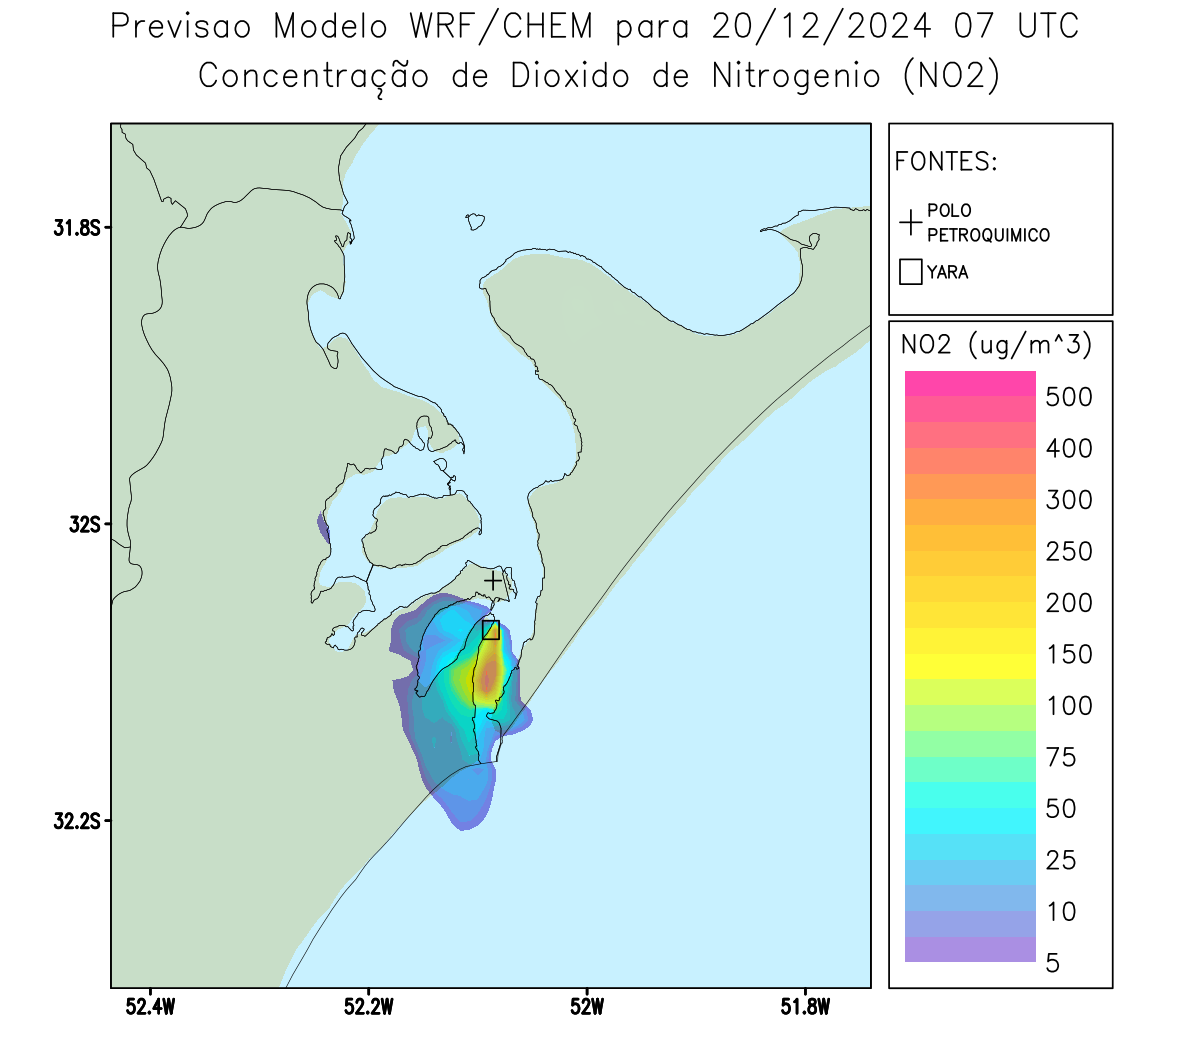 Previsao Modelo WRF/CHEM para 20/12/2024 07 UTC
Concentração de Dioxido de Nitrogenio (NO2)
FONTES:
POLO
PETROQUIMICO
YARA
NO2 (ug/m^3)
500
400
300
250
200
150
100
75
50
25
10
5
31.8S
32S
32.2S
52.4W
52.2W
52W
51.8W